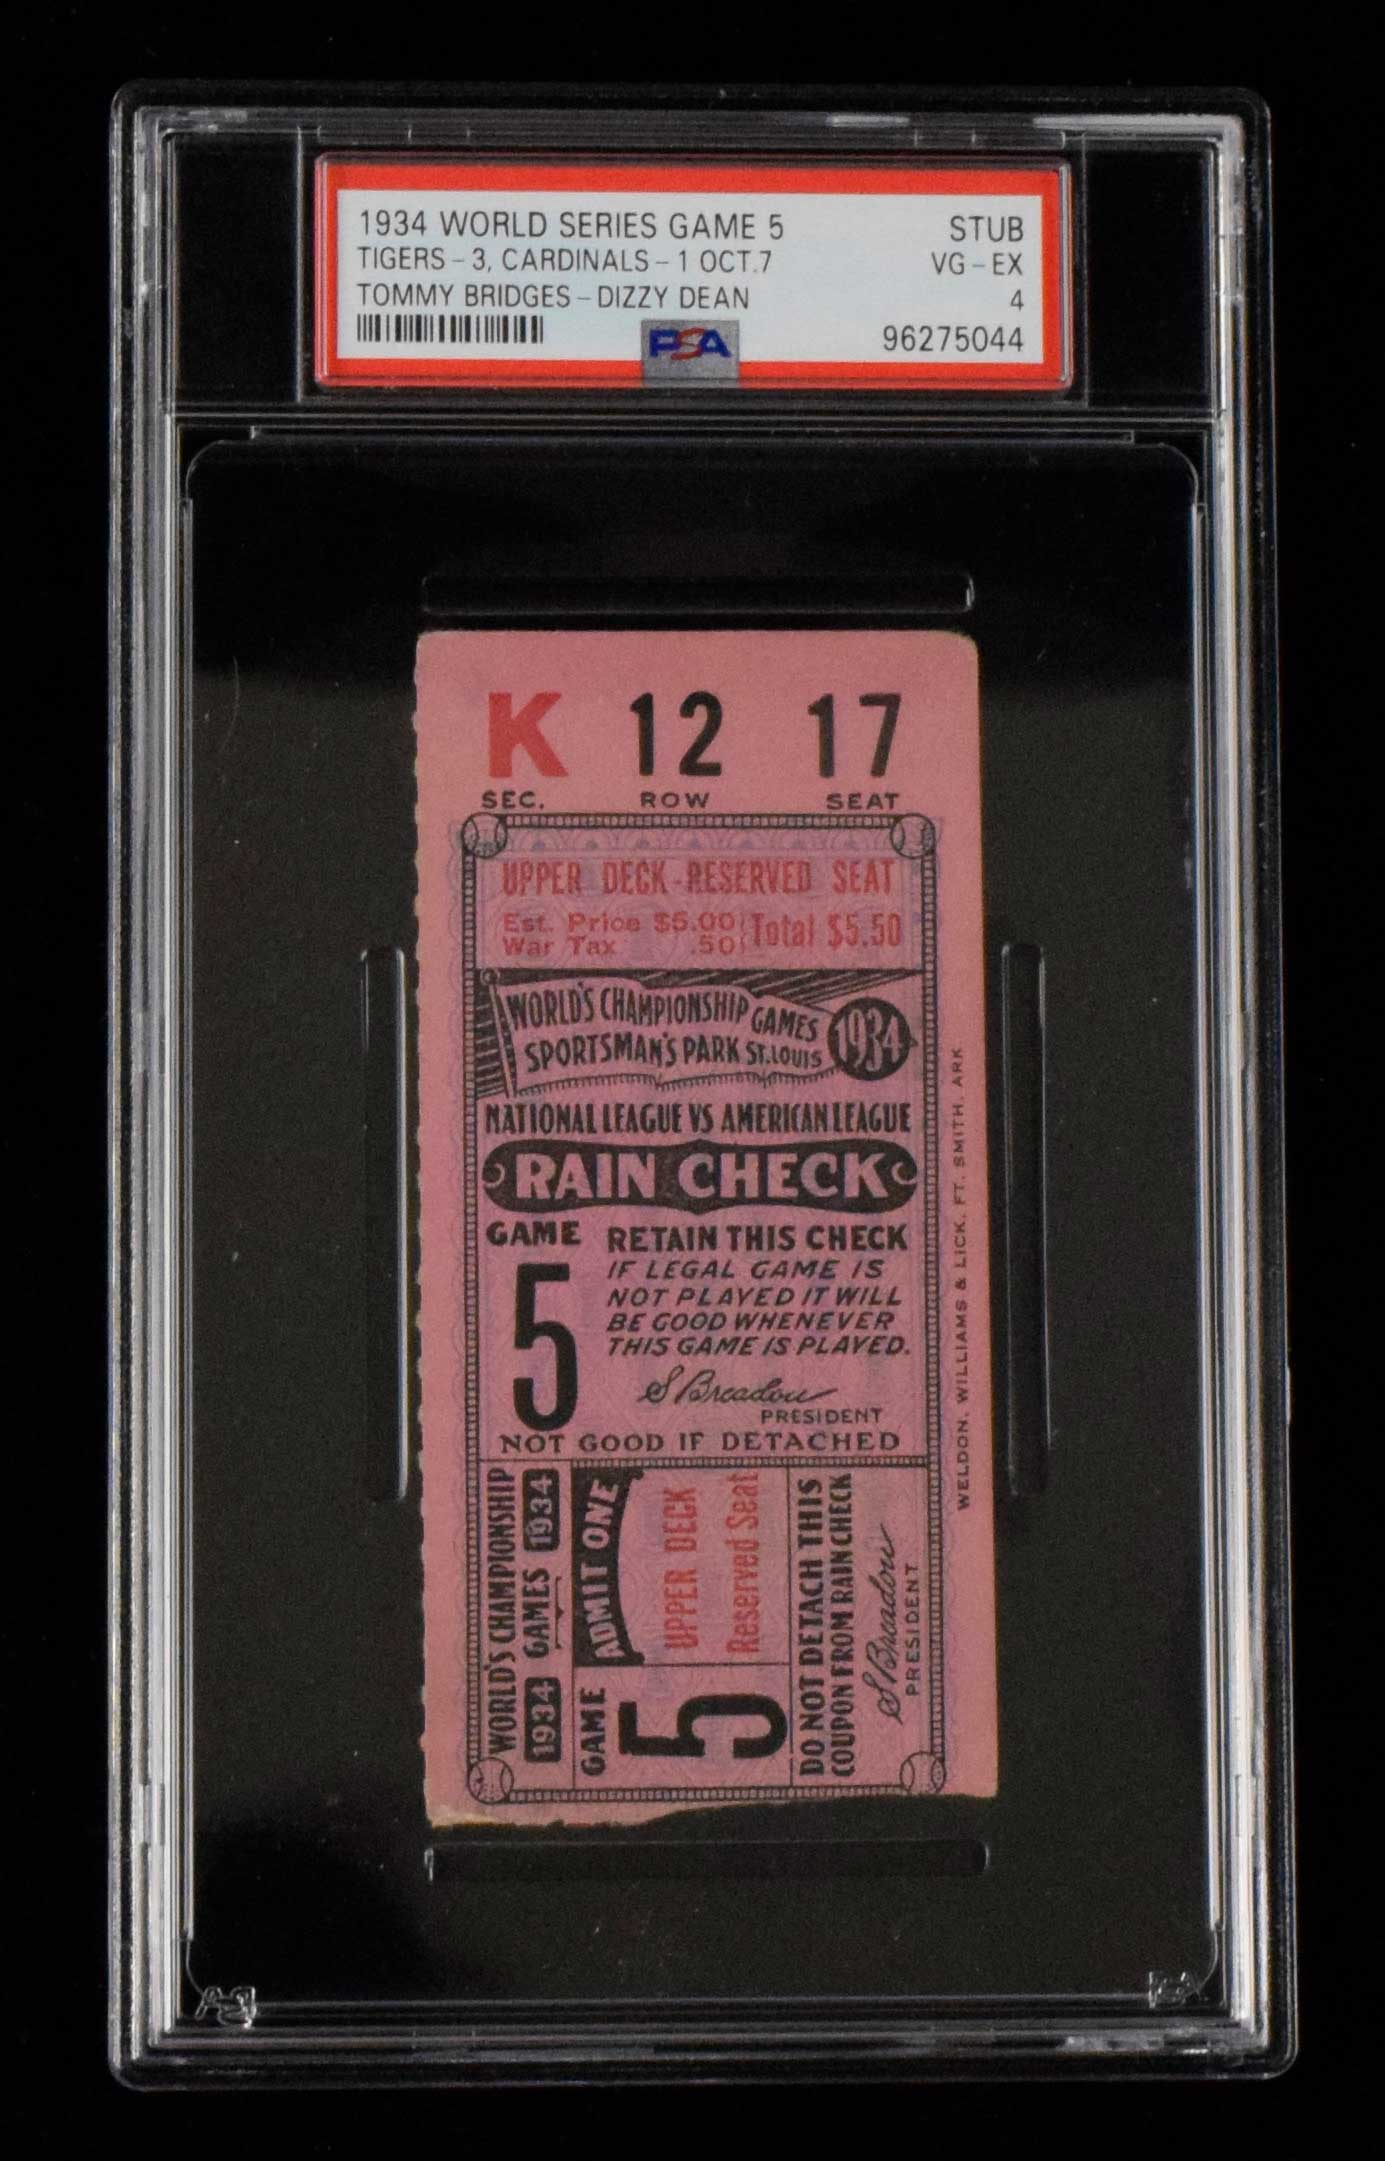 1934 WORLD SERIES GAME 5 STUB
TIGERS-3, CARDINALS-1 OCT.7 VG-EX
TOMMY BRIDGES-DIZZY DEAN 4
PSA 96275044
K 12 17
SEC. ROW SEAT
UPPER DECK-RESERVED SEAT
Est. Price $5.00
War Tax .50
Total $5.50
WORLD'S CHAMPIONSHIP GAMES
SPORTSMAN'S PARK ST. LOUIS
1934
NATIONAL LEAGUE VS AMERICAN LEAGUE
RAIN CHECK
GAME
5
RETAIN THIS CHECK
IF LEGAL GAME IS
NOT PLAYED IT WILL
BE GOOD WHENEVER
THIS GAME IS PLAYED.
S Breadon
PRESIDENT
NOT GOOD IF DETACHED
WORLD'S CHAMPIONSHIP
1934 GAMES 1934
GAME 5
ADMIT ONE
UPPER DECK
Reserved Seat
DO NOT DETACH THIS
COUPON FROM RAIN CHECK
S Breadon
PRESIDENT
WELDON, WILLIAMS & LICK, FT. SMITH, ARK
PSA
PSA